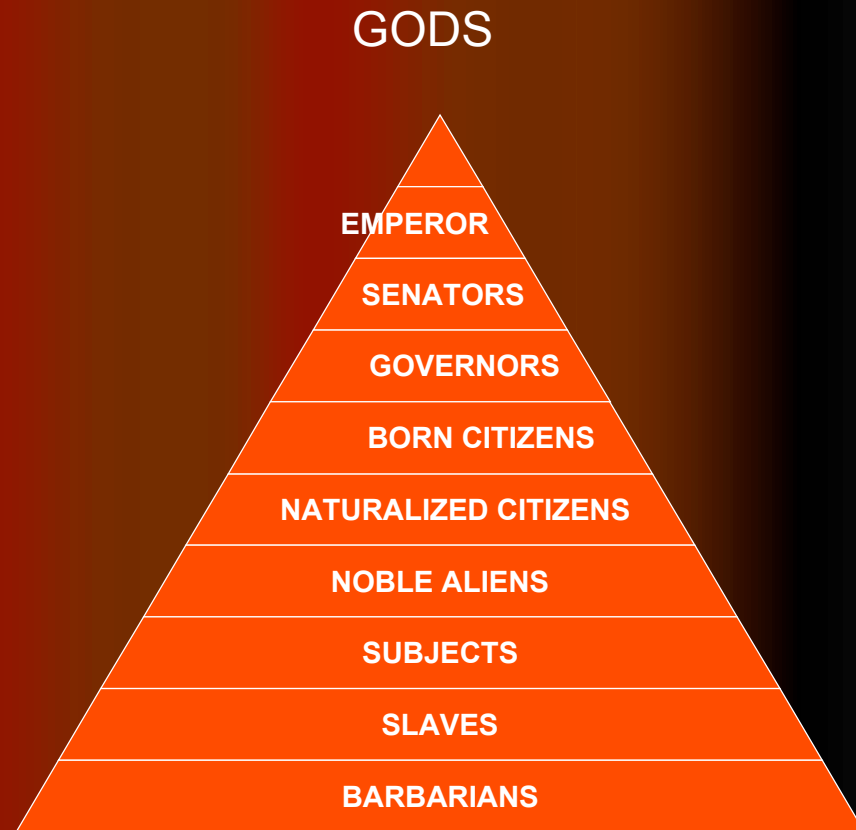 GODS
EMPEROR
SENATORS
GOVERNORS
BORN CITIZENS
NATURALIZED CITIZENS
NOBLE ALIENS
SUBJECTS
SLAVES
BARBARIANS